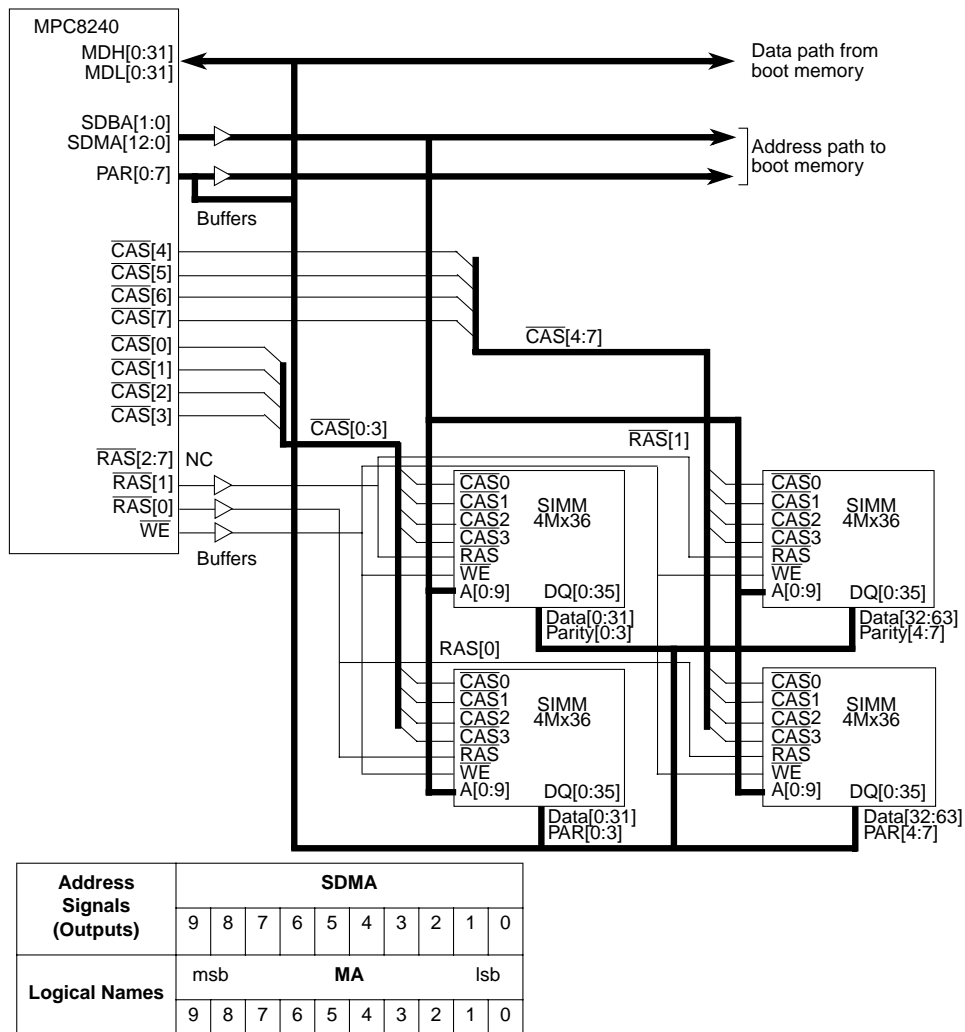 MPC8240
MDH[0:31]
MDL[0:31]
Data path from
boot memory
SDBA[1:0]
SDMA[12:0]
Address path to
boot memory
PAR[0:7]
Buffers
CAS[4]
CAS[5]
CAS[6]
CAS[7]
CAS[4:7]
CAS[0]
CAS[1]
CAS[2]
CAS[3]
CAS[0:3]
RAS[1]
RAS[2:7] NC
RAS[1]
RAS[0]
WE
Buffers
CAS0
CAS1
CAS2
CAS3
RAS
WE
A[0:9]
SIMM
4Mx36
DQ[0:35]
Data[0:31]
Parity[0:3]
CAS0
CAS1
CAS2
CAS3
RAS
WE
A[0:9]
SIMM
4Mx36
DQ[0:35]
Data[32:63]
Parity[4:7]
RAS[0]
CAS0
CAS1
CAS2
CAS3
RAS
WE
A[0:9]
SIMM
4Mx36
DQ[0:35]
Data[0:31]
PAR[0:3]
CAS0
CAS1
CAS2
CAS3
RAS
WE
A[0:9]
SIMM
4Mx36
DQ[0:35]
Data[32:63]
PAR[4:7]
Address
Signals
(Outputs)
SDMA
9 8 7 6 5 4 3 2 1 0
Logical Names
msb MA lsb
9 8 7 6 5 4 3 2 1 0